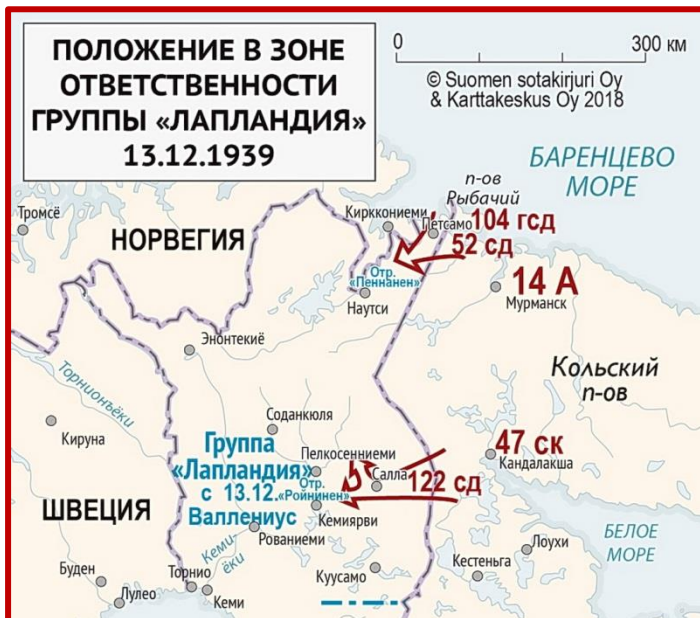 ПОЛОЖЕНИЕ В ЗОНЕ
ОТВЕТСТВЕННОСТИ
ГРУППЫ «ЛАПЛАНДИЯ»
13.12.1939
0
300 км
© Suomen sotakirjuri Oy
& Karttakeskus Oy 2018
БАРЕНЦЕВО
МОРЕ
п-ов
Рыбачий
Тромсё
НОРВЕГИЯ
Кирккониеми
Петсамо
104 гсд
52 сд
Отр.
«Пеннанен»
Наутси
14 А
Мурманск
Энонтекиё
Кольский
п-ов
Торнионъёки
Кируна
Соданкюля
Группа
«Лапландия»
с 13.12.
Валлениус
Пелкосенниеми
Салла
Отр.
«Ройнинен»
122 сд
47 ск
Кандалакша
Кемиярви
ШВЕЦИЯ
Кеми-
йоки
Рованиеми
БЕЛОЕ
МОРЕ
Лоухи
Кестеньга
Буден
Лулео
Торнио
Кеми
Куусамо